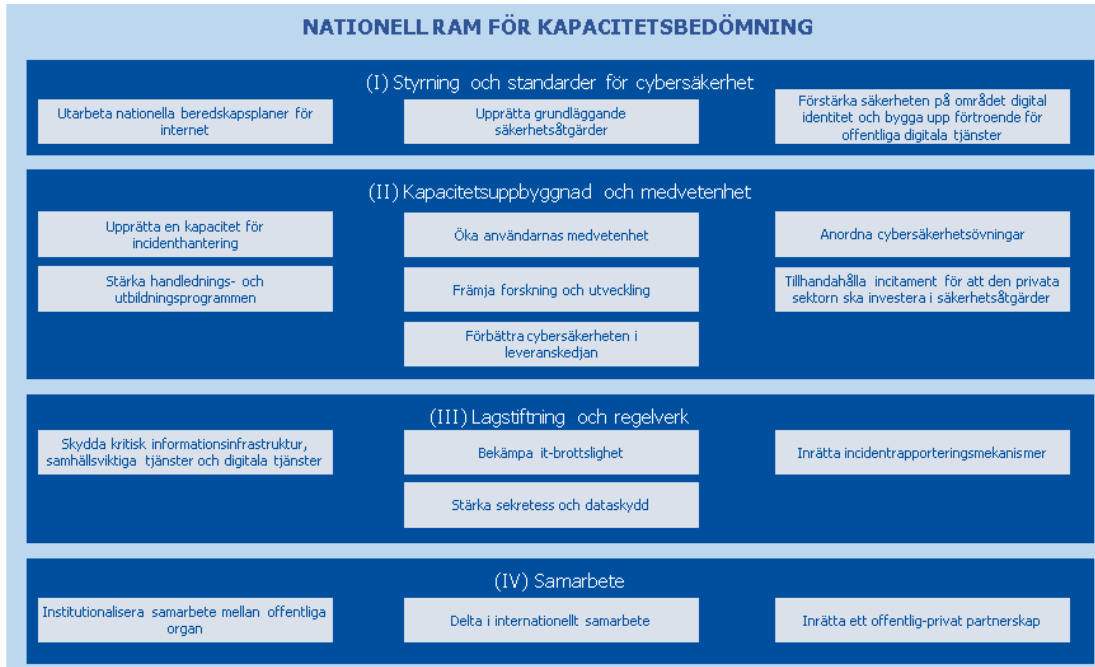 NATIONELL RAM FÖR KAPACITETSBEDÖMNING
(I) Styrning och standarder för cybersäkerhet
Utarbeta nationella beredskapsplaner för
internet
Upprätta grundläggande
säkerhetsåtgärder
Förstärka säkerheten på området digital
identitet och bygga upp förtroende för
offentliga digitala tjänster
(II) Kapacitetsuppbyggnad och medvetenhet
Upprätta en kapacitet för
incidenthantering
Öka användarnas medvetenhet
Anordna cybersäkerhetsövningar
Stärka handlednings- och
utbildningsprogrammen
Främja forskning och utveckling
Tillhandahålla incitament för att den privata
sektorn ska investera i säkerhetsåtgärder
Förbättra cybersäkerheten i
leveranskedjan
(III) Lagstiftning och regelverk
Skydda kritisk informationsinfrastruktur,
samhällsviktiga tjänster och digitala tjänster
Bekämpa it-brottslighet
Inrätta incidentrapporteringsmekanismer
Stärka sekretess och dataskydd
(IV) Samarbete
Institutionalisera samarbete mellan offentliga
organ
Delta i internationellt samarbete
Inrätta ett offentlig-privat partnerskap